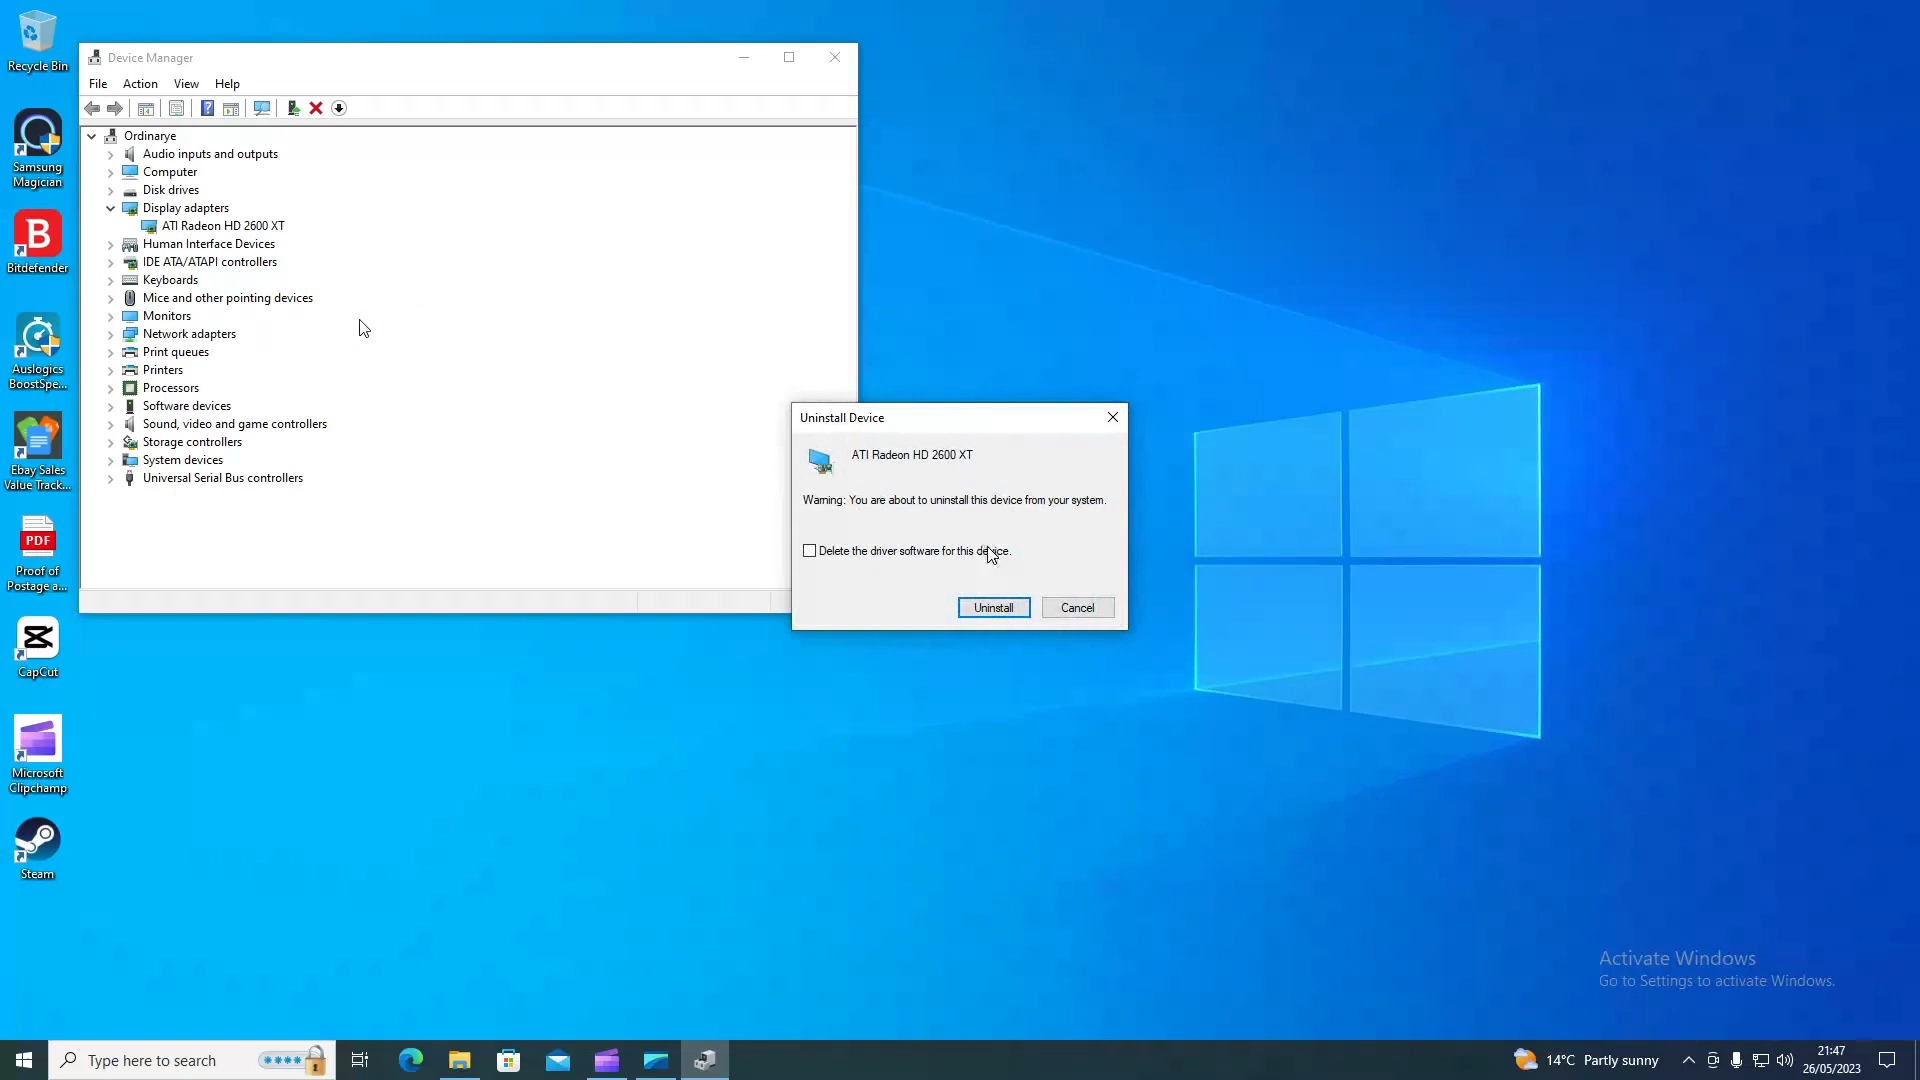 Recycle Bin
Samsung
Magician
B
Bitdefender
Auslogics
BoostSpe...
Ebay Sales
Value Track...
PDF
Proof of
Postage a...
CapCut
Microsoft
Clipchamp
Steam
Device Manager
File Action View Help
Ordinarye
Audio inputs and outputs
Computer
Disk drives
Display adapters
ATI Radeon HD 2600 XT
Human Interface Devices
IDE ATA/ATAPI controllers
Keyboards
Mice and other pointing devices
Monitors
Network adapters
Print queues
Printers
Processors
Software devices
Sound, video and game controllers
Storage controllers
System devices
Universal Serial Bus controllers
Uninstall Device
ATI Radeon HD 2600 XT
Warning: You are about to uninstall this device from your system.
Delete the driver software for this device.
Uninstall Cancel
Activate Windows
Go to Settings to activate Windows.
Type here to search
14°C Partly sunny
21:47
26/05/2023